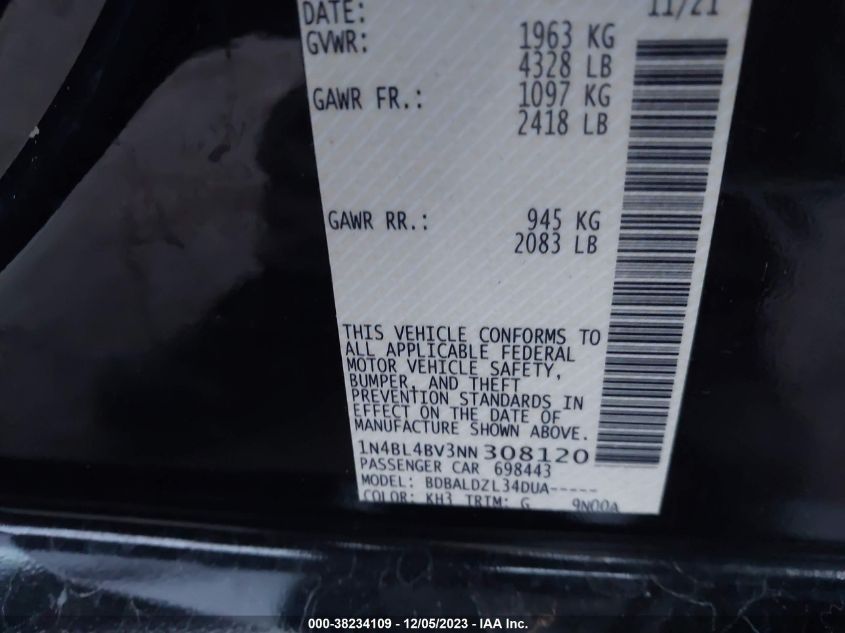 DATE: 11/21
GVWR: 1963 KG
4328 LB
GAWR FR.: 1097 KG
2418 LB
GAWR RR.: 945 KG
2083 LB
THIS VEHICLE CONFORMS TO
ALL APPLICABLE FEDERAL
MOTOR VEHICLE SAFETY,
BUMPER, AND THEFT
PREVENTION STANDARDS IN
EFFECT ON THE DATE OF
MANUFACTURE SHOWN ABOVE.
1N4BL4BV3NN308120
PASSENGER CAR 698443
MODEL: BDBALDZL34DUA-----
COLOR: KH3 TRIM: G 9N00A
000-38234109 - 12/05/2023 - IAA Inc.